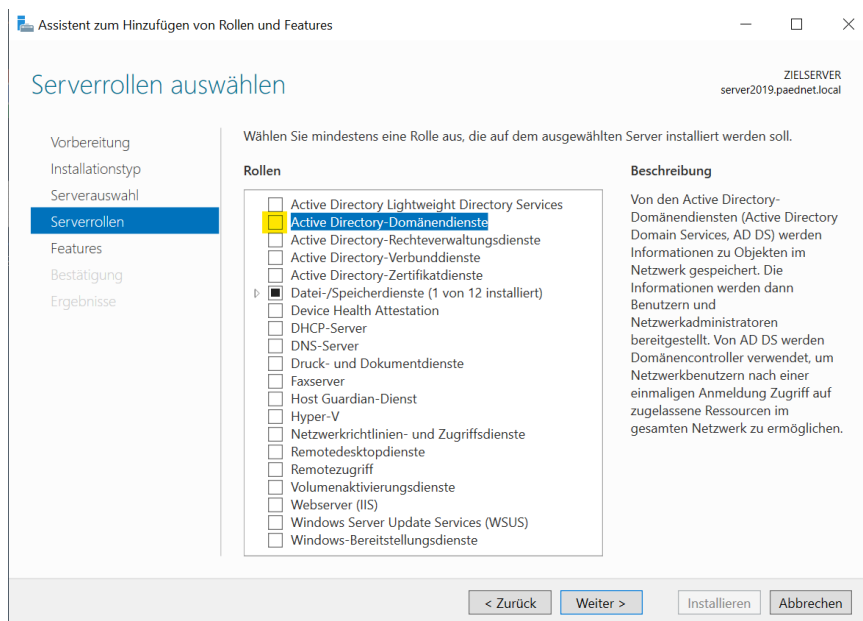 Assistent zum Hinzufügen von Rollen und Features
Serverrollen auswählen
ZIELSERVER
server2019.paednet.local
Vorbereitung
Installationstyp
Serverauswahl
Serverrollen
Features
Bestätigung
Ergebnisse
Wählen Sie mindestens eine Rolle aus, die auf dem ausgewählten Server installiert werden soll.
Rollen
Active Directory Lightweight Directory Services
Active Directory-Domänendienste
Active Directory-Rechteverwaltungsdienste
Active Directory-Verbunddienste
Active Directory-Zertifikatdienste
Datei-/Speicherdienste (1 von 12 installiert)
Device Health Attestation
DHCP-Server
DNS-Server
Druck- und Dokumentdienste
Faxserver
Host Guardian-Dienst
Hyper-V
Netzwerkrichtlinien- und Zugriffsdienste
Remotedesktopdienste
Remotezugriff
Volumenaktivierungsdienste
Webserver (IIS)
Windows Server Update Services (WSUS)
Windows-Bereitstellungsdienste
Beschreibung
Von den Active Directory-
Domänendiensten (Active Directory
Domain Services, AD DS) werden
Informationen zu Objekten im
Netzwerk gespeichert. Die
Informationen werden dann
Benutzern und
Netzwerkadministratoren
bereitgestellt. Von AD DS werden
Domänencontroller verwendet, um
Netzwerkbenutzern nach einer
einmaligen Anmeldung Zugriff auf
zugelassene Ressourcen im
gesamten Netzwerk zu ermöglichen.
< Zurück
Weiter >
Installieren
Abbrechen